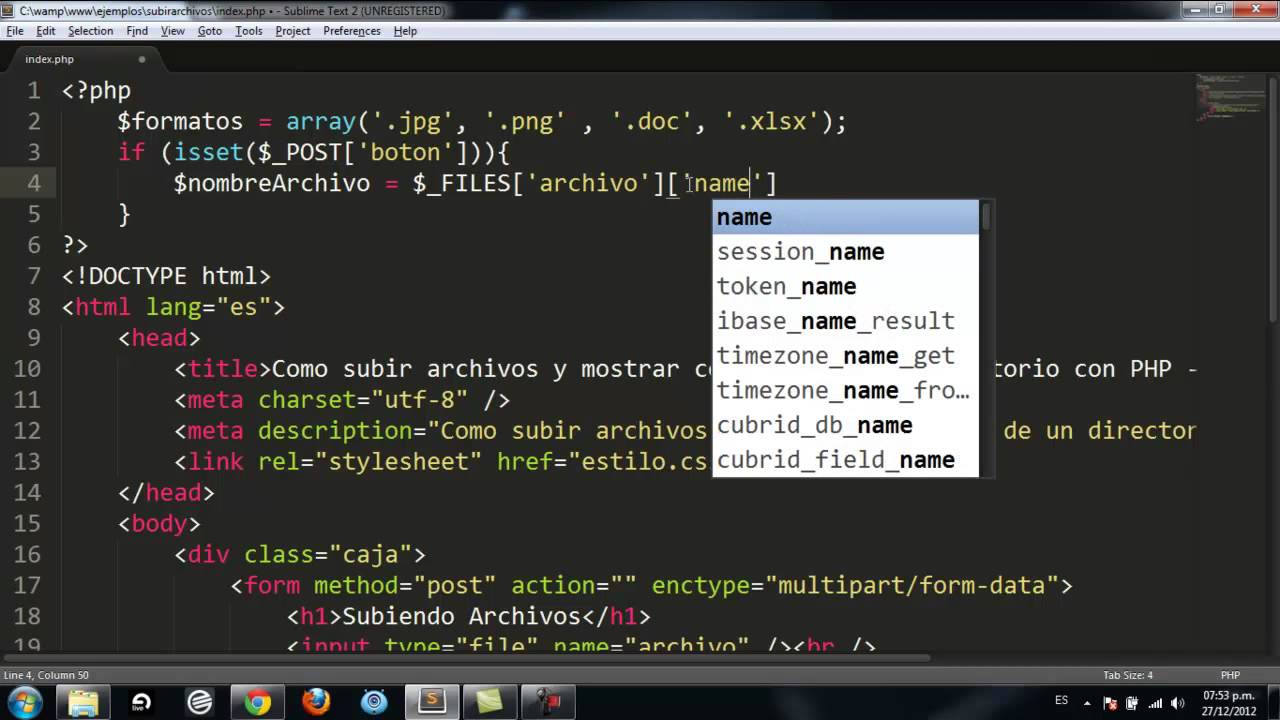 C:\wamp\www\ejemplos\subirarchivos\index.php • - Sublime Text 2 (UNREGISTERED)
File Edit Selection Find View Goto Tools Project Preferences Help
index.php
1 <?php
2 $formatos = array('.jpg', '.png' , '.doc', '.xlsx');
3 if (isset($_POST['boton'])){
4 $nombreArchivo = $_FILES['archivo']['name']
5 }
6 ?>
7 <!DOCTYPE html>
8 <html lang="es">
9 <head>
10 <title>Como subir archivos y mostrar co torio con PHP -
11 <meta charset="utf-8" />
12 <meta description="Como subir archivos de un director
13 <link rel="stylesheet" href="estilo.cs
14 </head>
15 <body>
16 <div class="caja">
17 <form method="post" action="" enctype="multipart/form-data">
18 <h1>Subiendo Archivos</h1>
19 <input type="file" name="archivo" /><br />
name
session_name
token_name
ibase_name_result
timezone_name_get
timezone_name_fro…
cubrid_db_name
cubrid_field_name
Line 4, Column 50 Tab Size: 4 PHP
live
ES
07:53 p.m.
27/12/2012